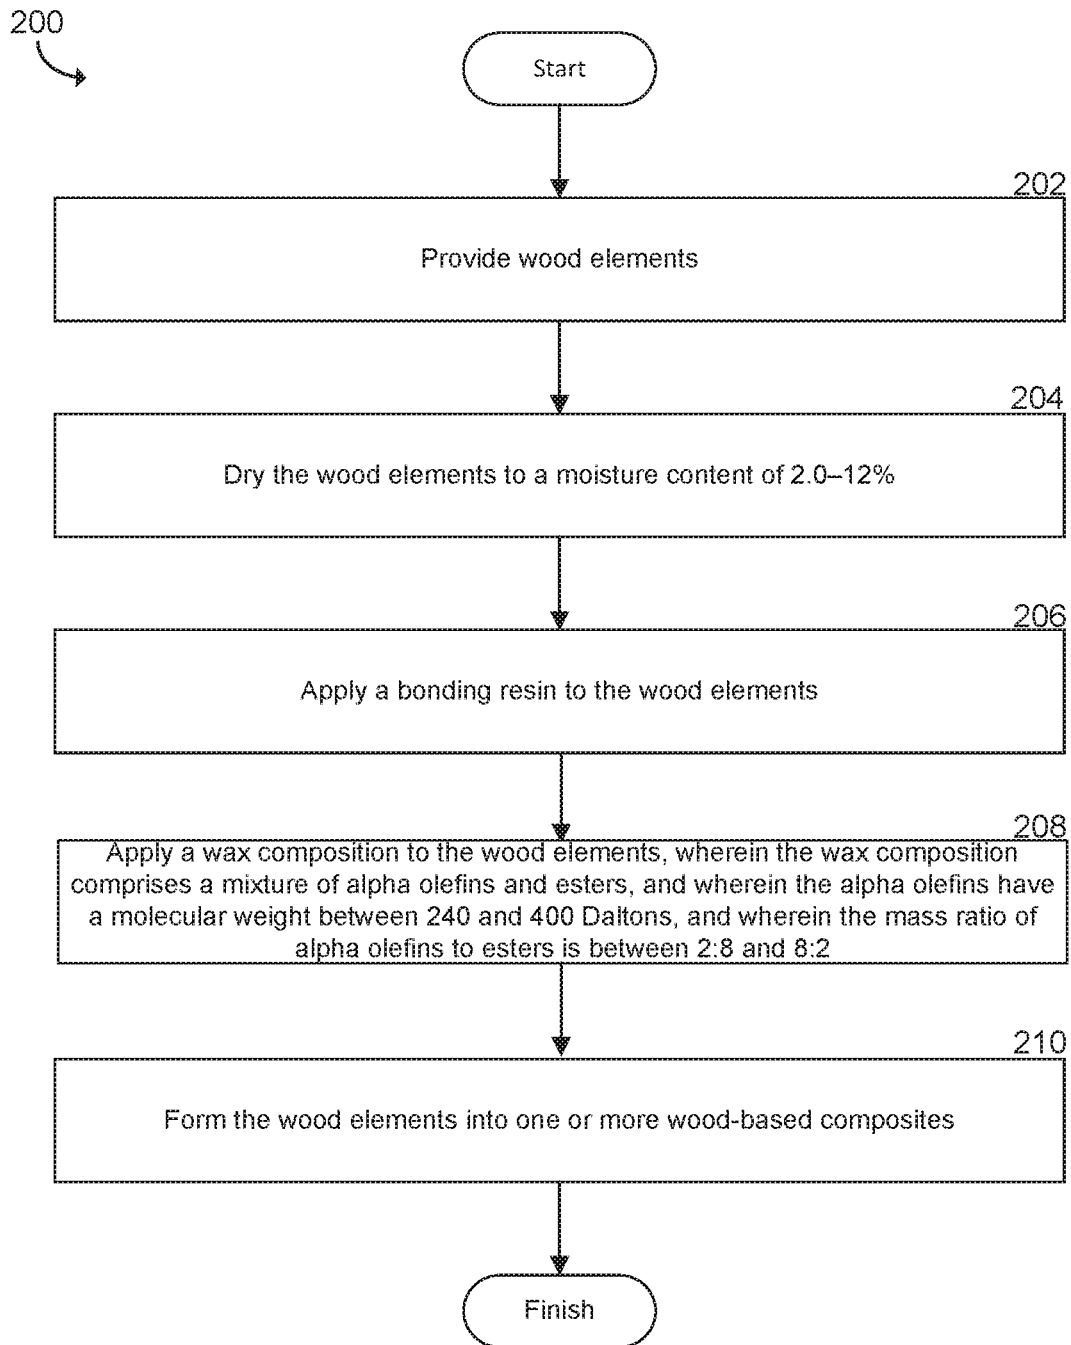 200
Start
202
Provide wood elements
204
Dry the wood elements to a moisture content of 2.0–12%
206
Apply a bonding resin to the wood elements
208
Apply a wax composition to the wood elements, wherein the wax composition
comprises a mixture of alpha olefins and esters, and wherein the alpha olefins have
a molecular weight between 240 and 400 Daltons, and wherein the mass ratio of
alpha olefins to esters is between 2:8 and 8:2
210
Form the wood elements into one or more wood-based composites
Finish